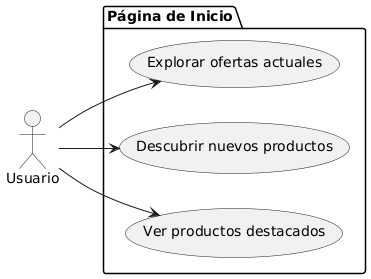 Página de Inicio
Explorar ofertas actuales
Descubrir nuevos productos
Usuario
Ver productos destacados